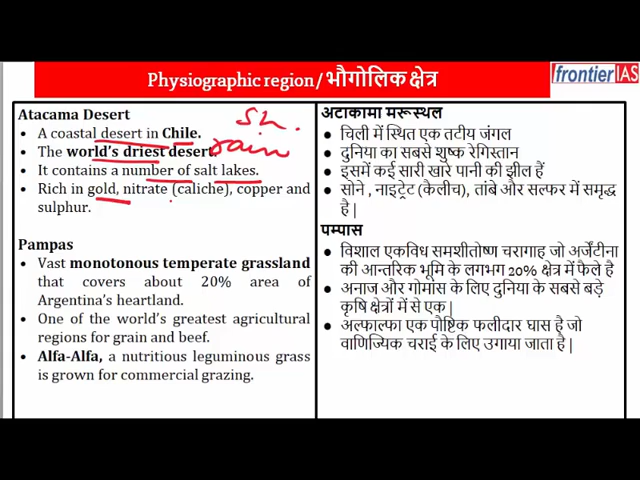 Physiographic region / भौगोलिक क्षेत्र
frontierIAS
Atacama Desert
• A coastal desert in Chile.
• The world's driest desert.
• It contains a number of salt lakes.
• Rich in gold, nitrate (caliche), copper and
sulphur.
sh.
rain
Pampas
• Vast monotonous temperate grassland
that covers about 20% area of
Argentina's heartland.
• One of the world's greatest agricultural
regions for grain and beef.
• Alfa-Alfa, a nutritious leguminous grass
is grown for commercial grazing.
अटाकामा मरूस्थल
• चिली में स्थित एक तटीय जंगल
• दुनिया का सबसे शुष्क रेगिस्तान
• इसमें कई सारी खारे पानी की झील हैं
• सोने , नाइट्रेट (कैलीच), तांबे और सल्फर में समृद्ध
है |
पम्पास
• विशाल एकविध समशीतोष्ण चरागाह जो अर्जेंटीना
की आन्तरिक भूमि के लगभग 20% क्षेत्र में फैले है
• अनाज और गोमांस के लिए दुनिया के सबसे बड़े
कृषि क्षेत्रों में से एक |
• अल्फाल्फा एक पौष्टिक फलीदार घास है जो
वाणिज्यिक चराई के लिए उगाया जाता है |